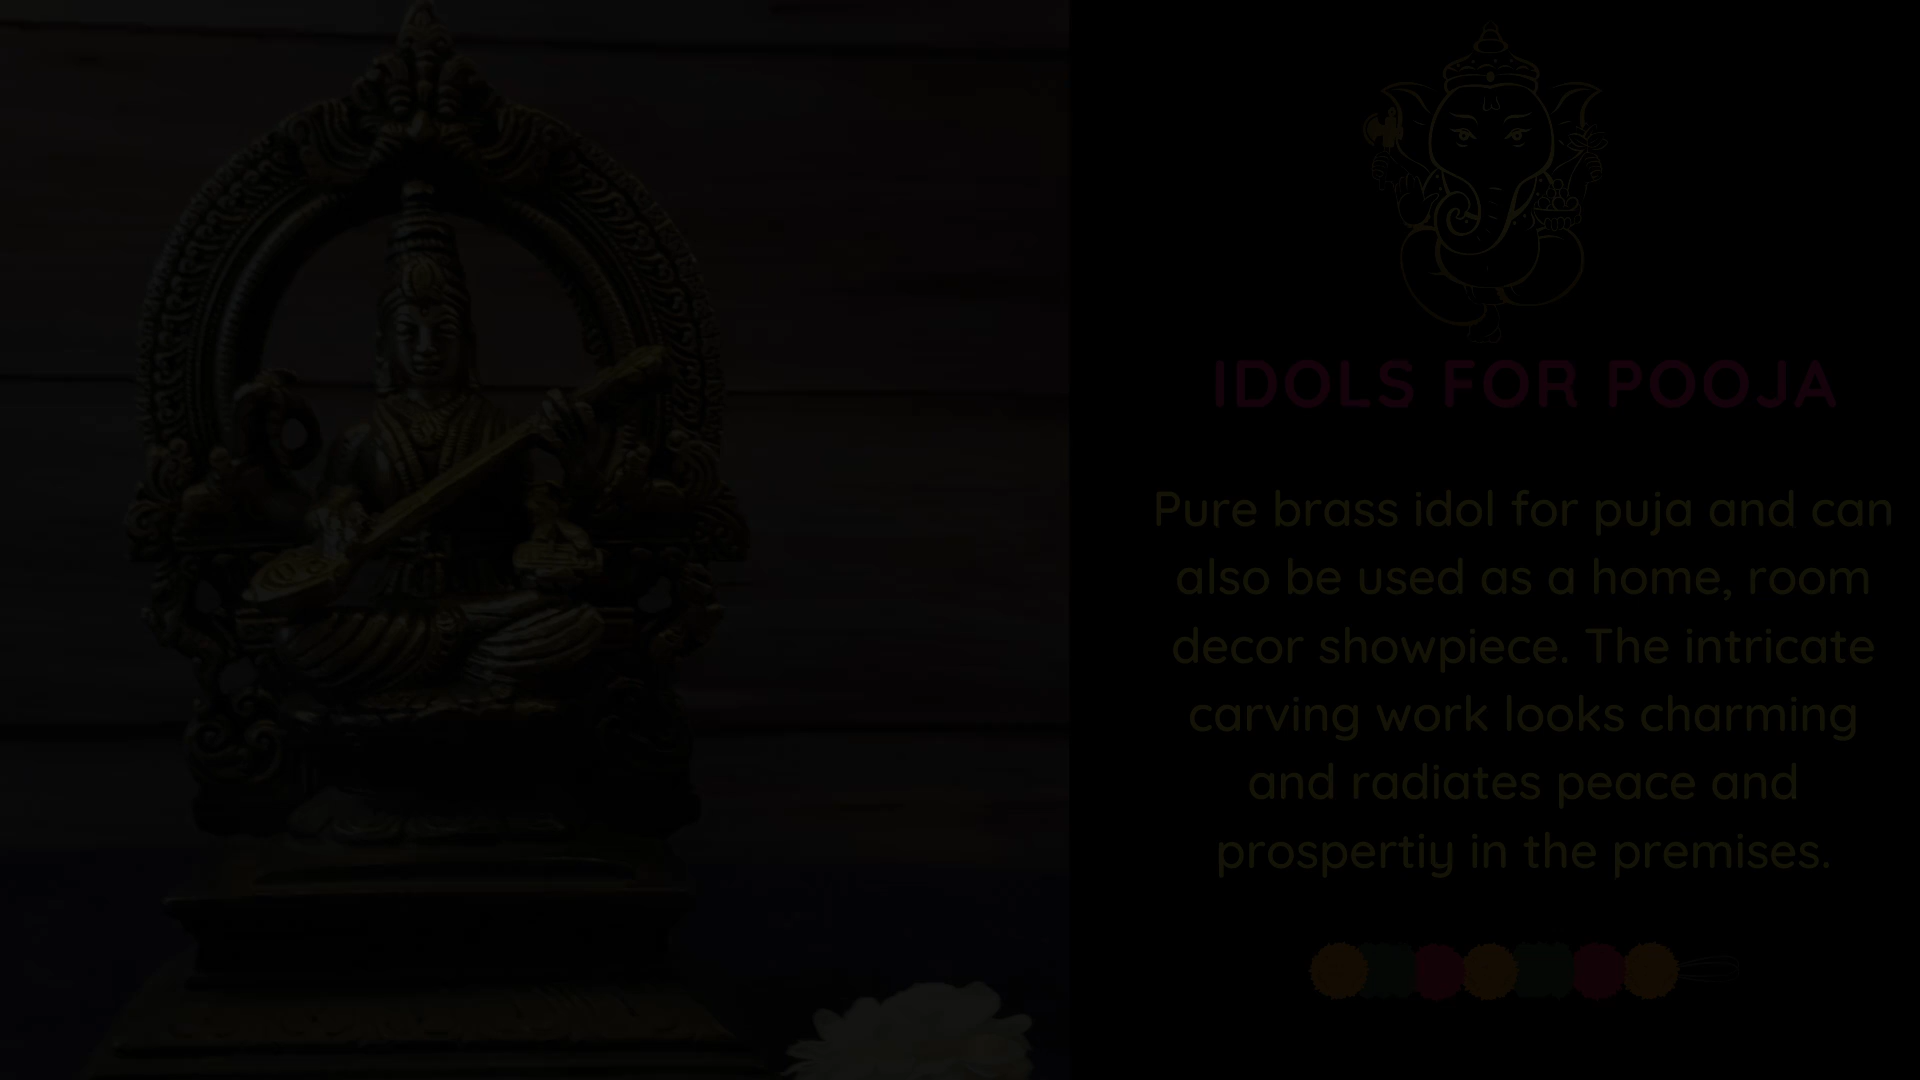 IDOLS FOR POOJA
Pure brass idol for puja and can
also be used as a home, room
decor showpiece. The intricate
carving work looks charming
and radiates peace and
prospertiy in the premises.